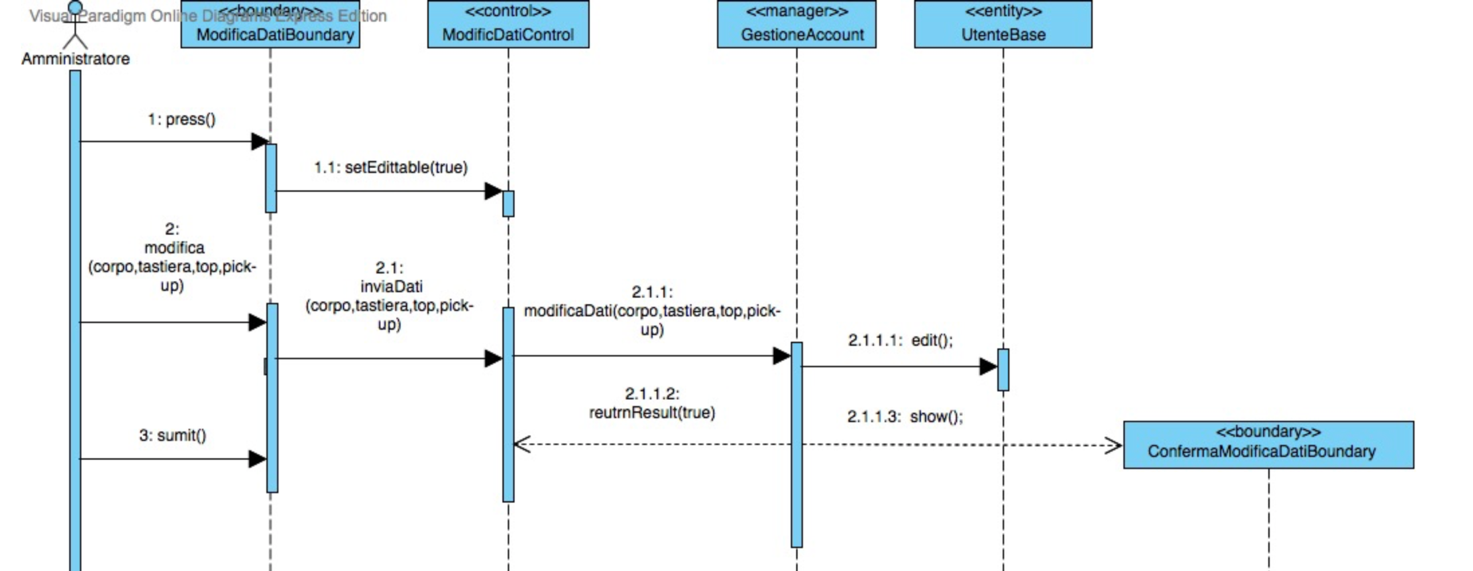 Visual Paradigm Online Diagrams Express Edition
Amministratore
<<boundary>>
ModificaDatiBoundary
<<control>>
ModificDatiControl
<<manager>>
GestioneAccount
<<entity>>
UtenteBase
1: press()
1.1: setEdittable(true)
2:
modifica
(corpo,tastiera,top,pick-
up)
2.1:
inviaDati
(corpo,tastiera,top,pick-
up)
2.1.1:
modificaDati(corpo,tastiera,top,pick-
up)
2.1.1.1: edit();
2.1.1.2:
reutrnResult(true)
2.1.1.3: show();
3: sumit()
<<boundary>>
ConfermaModificaDatiBoundary